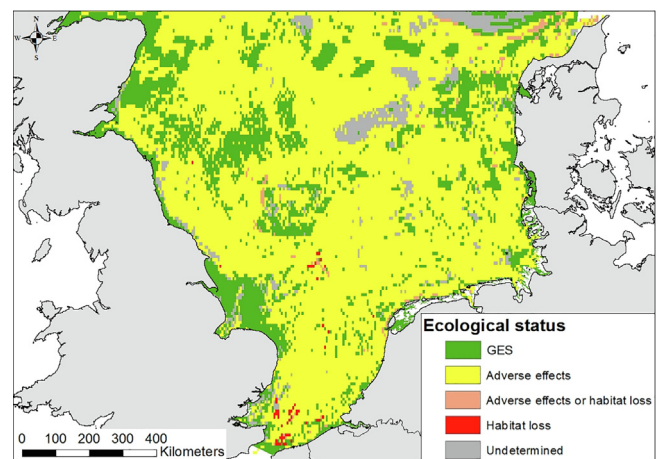 N
W E
S
Ecological status
GES
Adverse effects
Adverse effects or habitat loss
Habitat loss
Undetermined
0 100 200 300 400
Kilometers